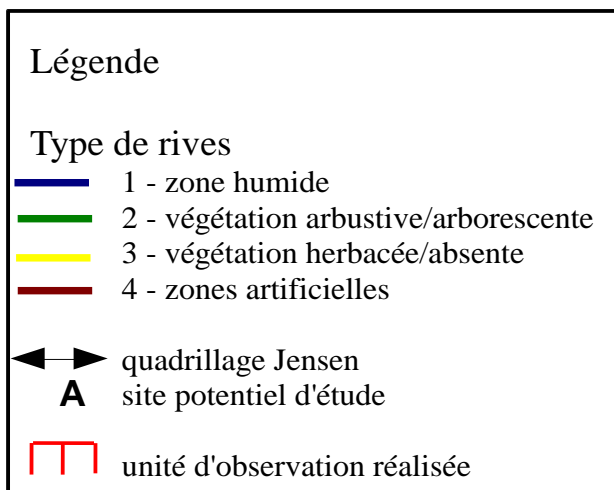 Légende
Type de rives
1 - zone humide
2 - végétation arbustive/arborescente
3 - végétation herbacée/absente
4 - zones artificielles
quadrillage Jensen
A site potentiel d'étude
unité d'observation réalisée